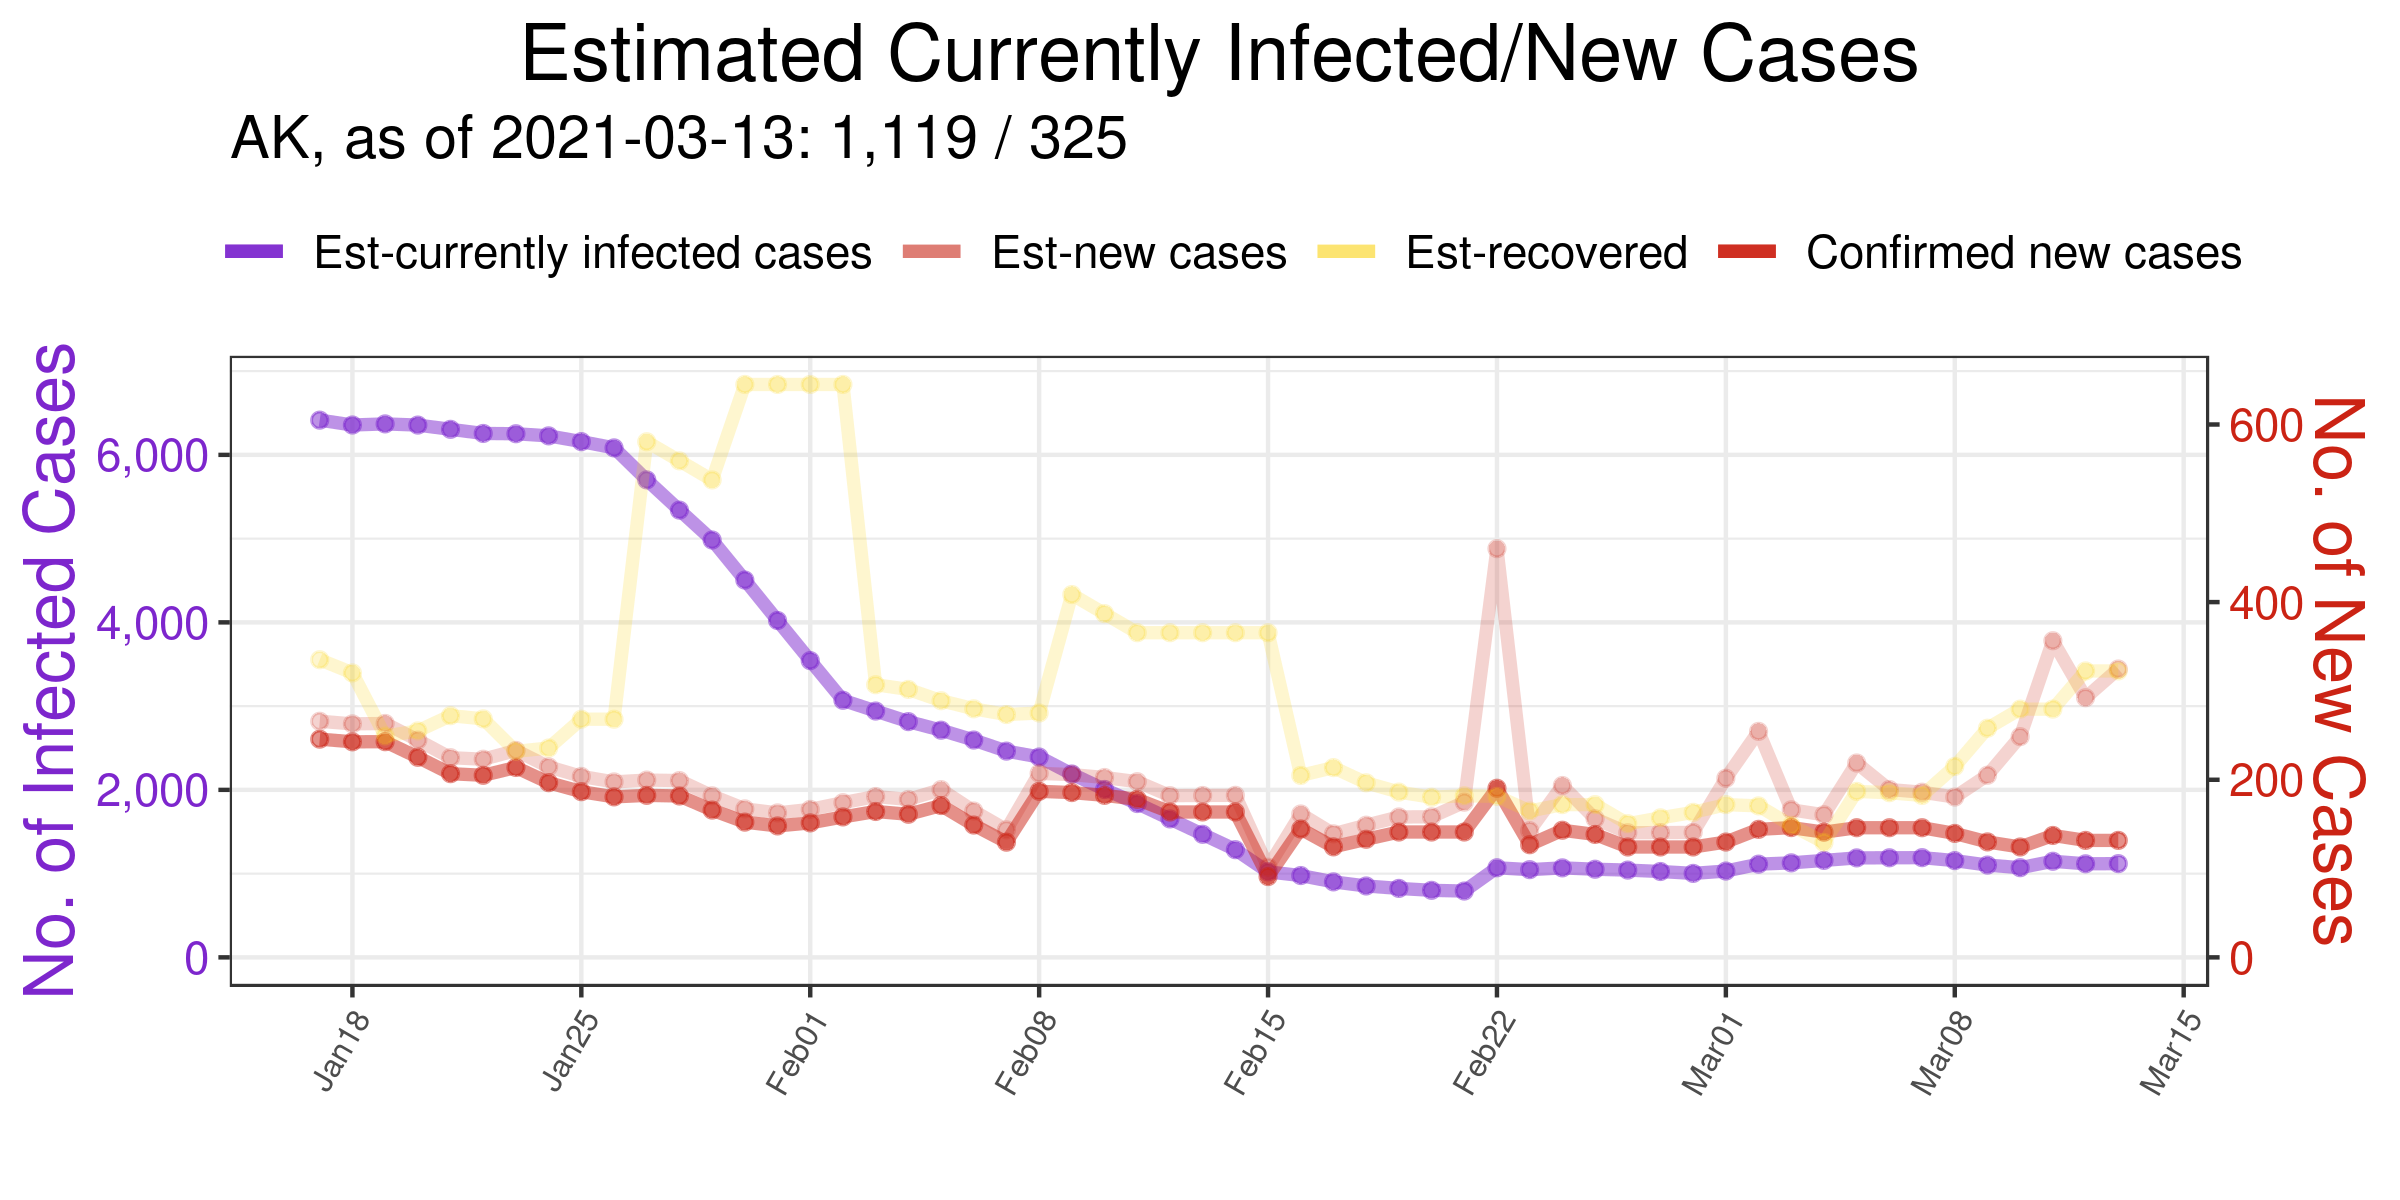 Estimated Currently Infected/New Cases
AK, as of 2021-03-13: 1,119 / 325
Est-currently infected cases
Est-new cases
Est-recovered
Confirmed new cases
No. of Infected Cases
6,000
4,000
2,000
0
600
400
200
0
No. of New Cases
Jan18
Jan25
Feb01
Feb08
Feb15
Feb22
Mar01
Mar08
Mar15